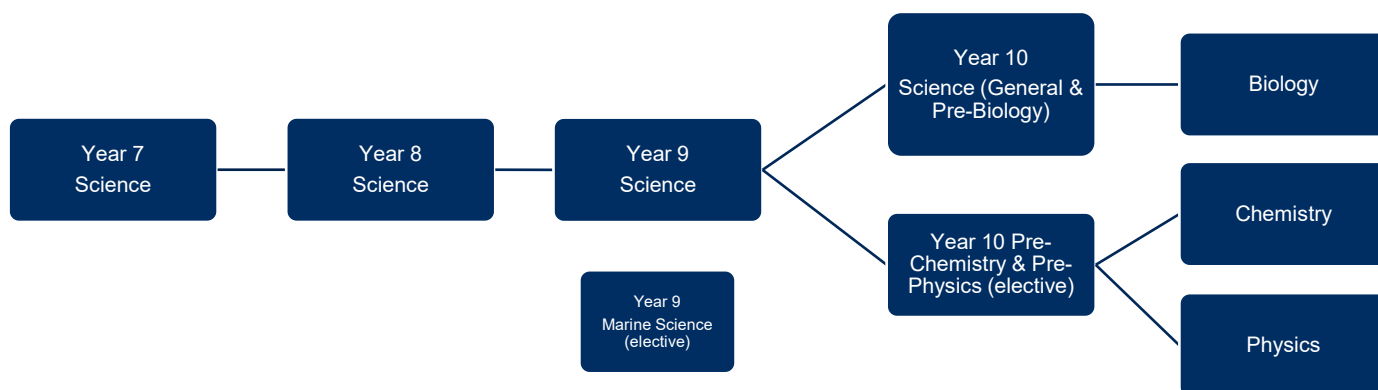 Year 7
Science
Year 8
Science
Year 9
Science
Year 9
Marine Science
(elective)
Year 10
Science (General &
Pre-Biology)
Year 10 Pre-
Chemistry & Pre-
Physics (elective)
Biology
Chemistry
Physics